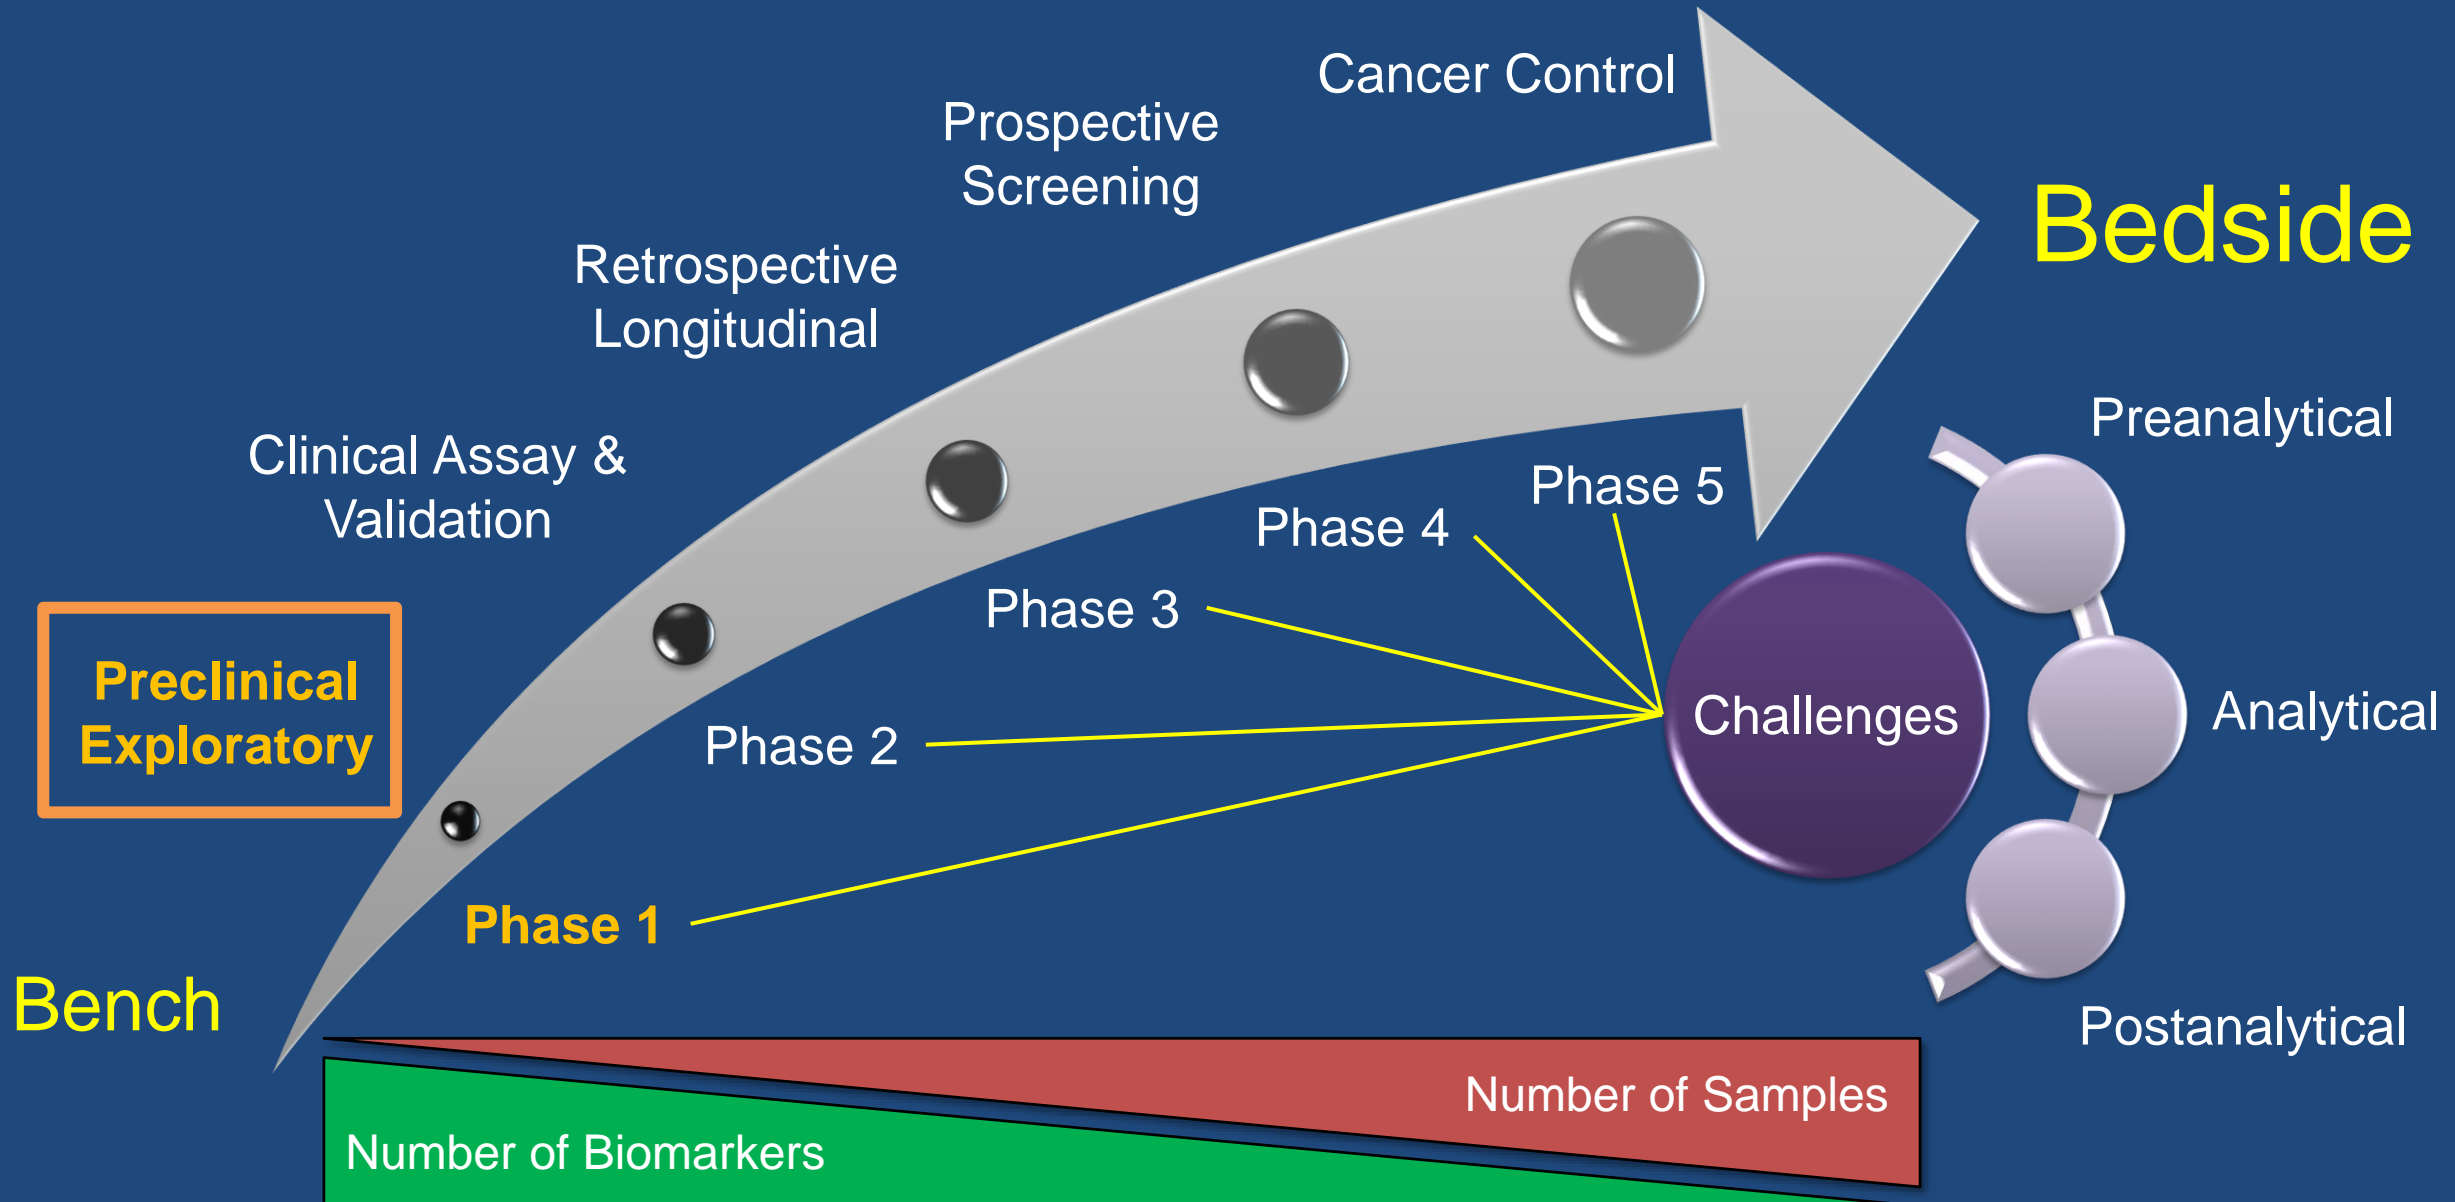 Cancer Control
Prospective
Screening
Bedside
Retrospective
Longitudinal
Preanalytical
Clinical Assay &
Validation
Phase 5
Phase 4
Phase 3
Preclinical
Exploratory
Challenges
Analytical
Phase 2
Phase 1
Bench
Postanalytical
Number of Samples
Number of Biomarkers